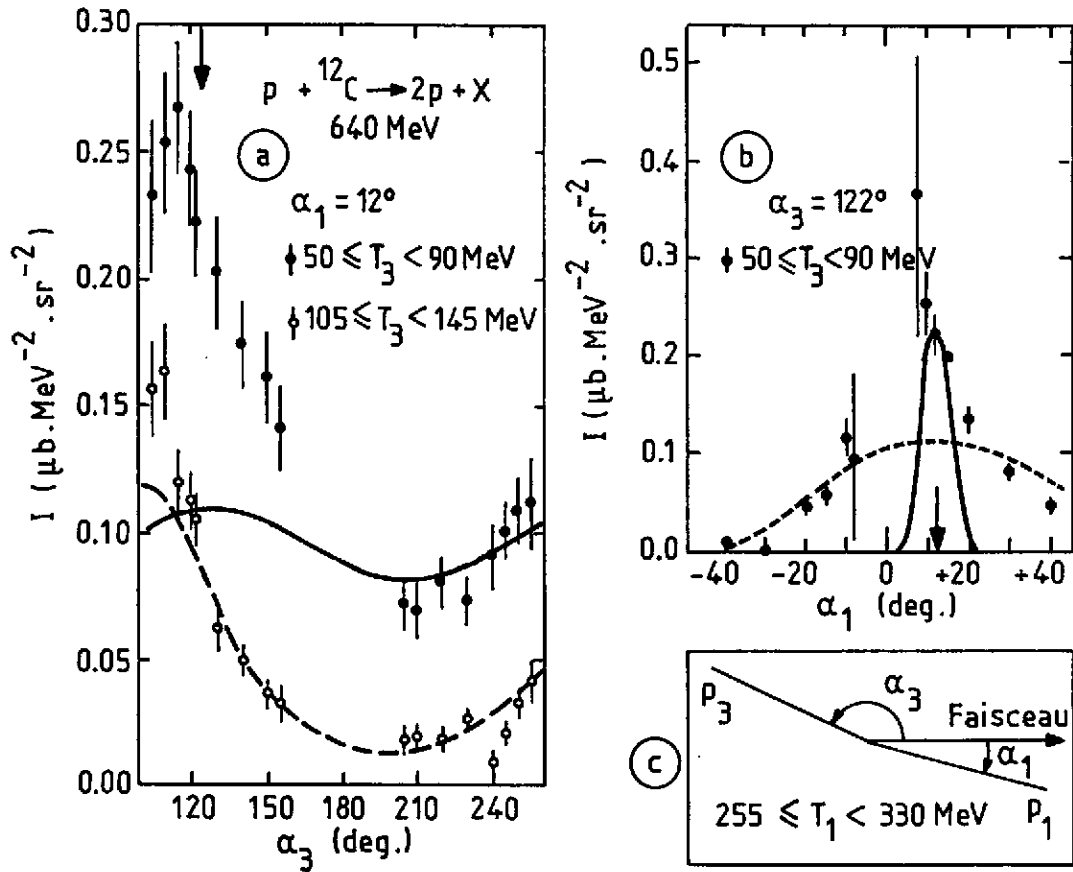 0.30
0.25
0.20
0.15
0.10
0.05
0.00
I (μb.MeV⁻².sr⁻²)
p + ¹²C → 2p + X
640 MeV
a
α₁ = 12°
50 ⩽ T₃ < 90 MeV
105 ⩽ T₃ < 145 MeV
120 150 180 210 240
α₃ (deg.)
0.5
0.4
0.3
0.2
0.1
0.0
I (μb.MeV⁻².sr⁻²)
b
α₃ = 122°
50 ⩽ T₃ < 90 MeV
-40 -20 0 +20 +40
α₁ (deg.)
P₃
α₃
Faisceau
α₁
c
255 ⩽ T₁ < 330 MeV
P₁